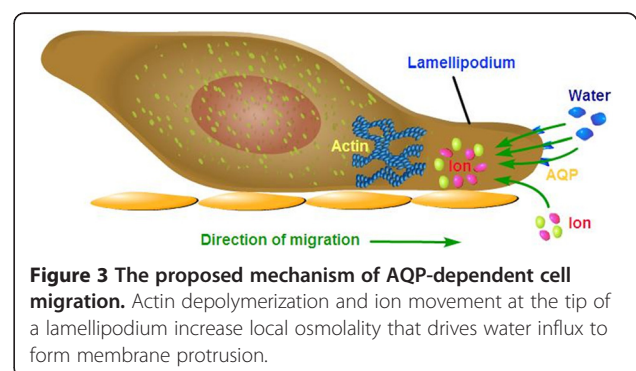 Lamellipodium
Water
Actin
Ion
AQP
Ion
Direction of migration
Figure 3 The proposed mechanism of AQP-dependent cell
migration. Actin depolymerization and ion movement at the tip of
a lamellipodium increase local osmolality that drives water influx to
form membrane protrusion.